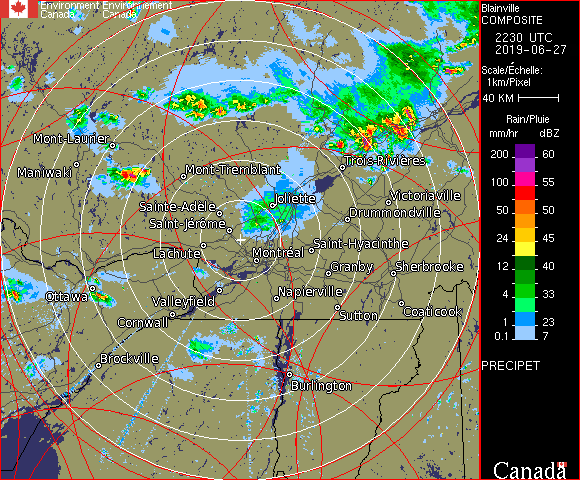 Environment Environnement
Canada Canada
Mont-Laurier
Maniwaki
Mont-Tremblant
Trois-Rivières
Sainte-Adèle
Joliette
Victoriaville
Saint-Jérôme
Drummondville
Lachute
Montréal
Saint-Hyacinthe
Granby
Sherbrooke
Ottawa
Valleyfield
Napierville
Cornwall
Sutton
Coaticook
Brockville
Burlington
Blainville
COMPOSITE
2230 UTC
2019-06-27
Scale/Échelle:
1km/Pixel
40 KM
Rain/Pluie
mm/hr dBZ
200 60
100 55
50 50
24 45
12 40
4 33
1 23
0.1 7
PRECIPET
Canada